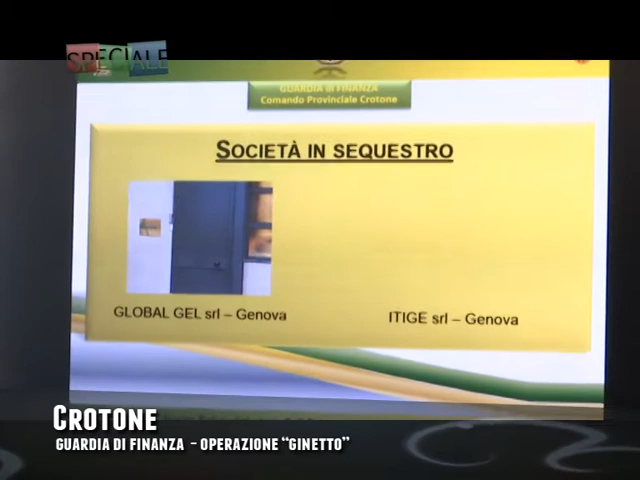 SPECIALE
GUARDIA di FINANZA
Comando Provinciale Crotone
SOCIETÀ IN SEQUESTRO
GLOBAL GEL srl – Genova
ITIGE srl – Genova
CROTONE
GUARDIA DI FINANZA - OPERAZIONE "GINETTO"